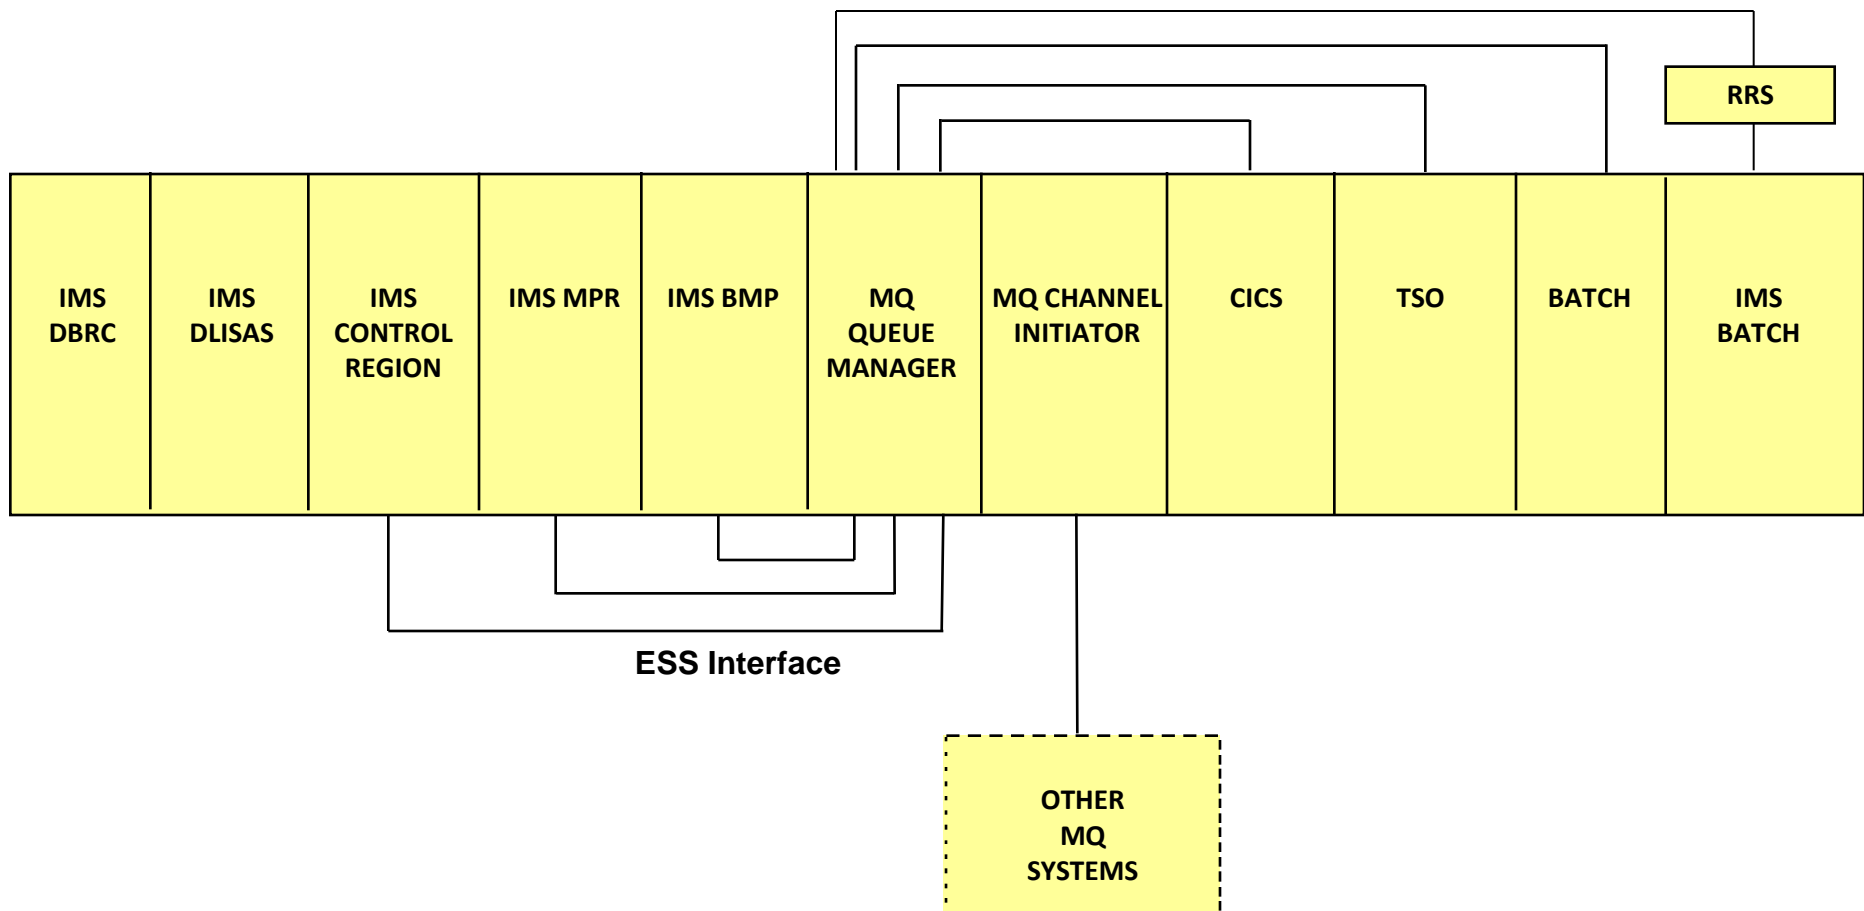 RRS
IMS
DBRC
IMS
DLISAS
IMS
CONTROL
REGION
IMS MPR
IMS BMP
MQ
QUEUE
MANAGER
MQ CHANNEL
INITIATOR
CICS
TSO
BATCH
IMS
BATCH
ESS Interface
OTHER
MQ
SYSTEMS